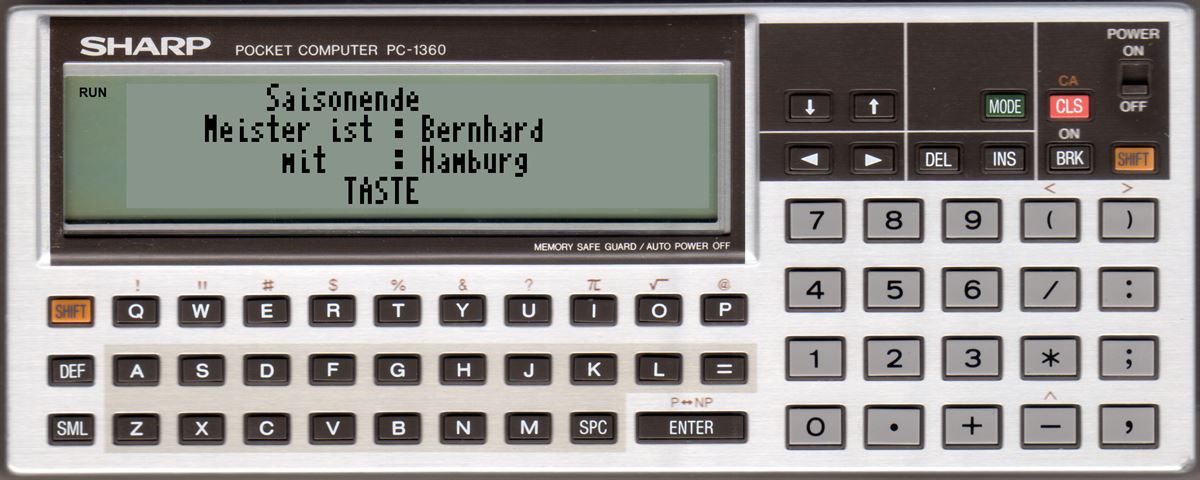 SHARP POCKET COMPUTER PC-1360
RUN
Saisonende
Meister ist : Bernhard
mit : Hamburg
TASTE
MEMORY SAFE GUARD / AUTO POWER OFF
POWER
ON
OFF
CA
↓ ↑ MODE CLS
ON
◄ ► DEL INS BRK SHIFT
< >
7 8 9 ( )
4 5 6 / :
1 2 3 * ;
^
0 . + − ,
! " # $ % & ? π √ @
SHIFT Q W E R T Y U I O P
DEF A S D F G H J K L =
P↔NP
SML Z X C V B N M SPC ENTER